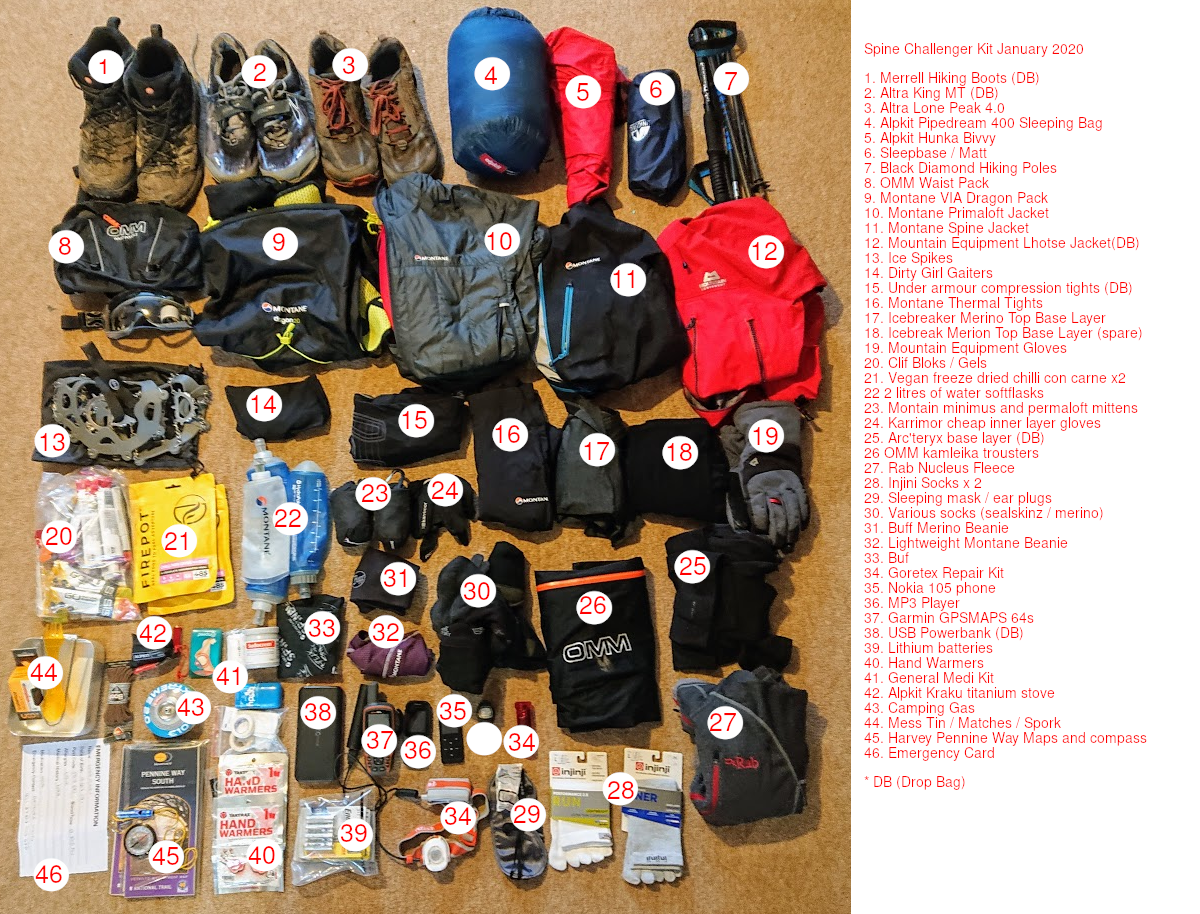 Spine Challenger Kit January 2020
1. Merrell Hiking Boots (DB)
2. Altra King MT (DB)
3. Altra Lone Peak 4.0
4. Alpkit Pipedream 400 Sleeping Bag
5. Alpkit Hunka Bivvy
6. Sleepbase / Matt
7. Black Diamond Hiking Poles
8. OMM Waist Pack
9. Montane VIA Dragon Pack
10. Montane Primaloft Jacket
11. Montane Spine Jacket
12. Mountain Equipment Lhotse Jacket(DB)
13. Ice Spikes
14. Dirty Girl Gaiters
15. Under armour compression tights (DB)
16. Montane Thermal Tights
17. Icebreaker Merino Top Base Layer
18. Icebreak Merion Top Base Layer (spare)
19. Mountain Equipment Gloves
20. Clif Bloks / Gels
21. Vegan freeze dried chilli con carne x2
22 2 litres of water softflasks
23. Montain minimus and permaloft mittens
24. Karrimor cheap inner layer gloves
25. Arc'teryx base layer (DB)
26 OMM kamleika trousters
27. Rab Nucleus Fleece
28. Injini Socks x 2
29. Sleeping mask / ear plugs
30. Various socks (sealskinz / merino)
31. Buff Merino Beanie
32. Lightweight Montane Beanie
33. Buf
34. Goretex Repair Kit
35. Nokia 105 phone
36. MP3 Player
37. Garmin GPSMAPS 64s
38. USB Powerbank (DB)
39. Lithium batteries
40. Hand Warmers
41. General Medi Kit
42. Alpkit Kraku titanium stove
43. Camping Gas
44. Mess Tin / Matches / Spork
45. Harvey Pennine Way Maps and compass
46. Emergency Card
* DB (Drop Bag)
1
2
3
4
5
6
7
8
OMM
9
MONTANE
10
MONTANE
11
MONTANE
12
13
14
15
16
MONTAN
17
18
19
20
21
FIREPOT
22
MONTANE
23
24
25
26
OMM
27
Rab
28
injinji
RUN
injinji
NER
29
30
31
32
MONTANE
33
34
35
36
37
38
39
34
40
HAND
WARMERS
HAND
WARMERS
41
42
43
44
45
PENNINE WAY
SOUTH
NATIONAL TRAIL
46
EMERGENCY INFORMATION